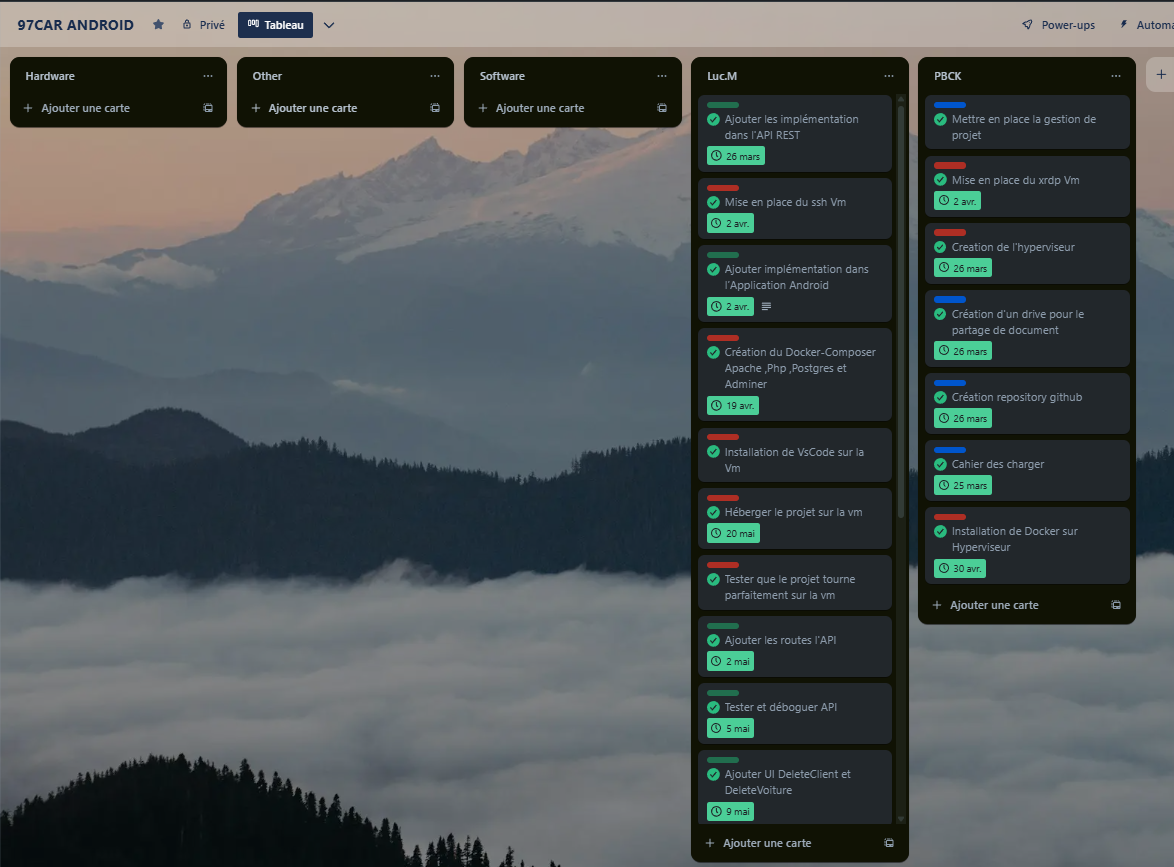 97CAR ANDROID
Privé
Tableau
Power-ups
Automa
Hardware
Ajouter une carte
Other
Ajouter une carte
Software
Ajouter une carte
Luc.M
Ajouter les implémentation
dans l'API REST
26 mars
Mise en place du ssh Vm
2 avr.
Ajouter implémentation dans
l'Application Android
2 avr.
Création du Docker-Composer
Apache ,Php ,Postgres et
Adminer
19 avr.
Installation de VsCode sur la
Vm
Héberger le projet sur la vm
20 mai
Tester que le projet tourne
parfaitement sur la vm
Ajouter les routes l'API
2 mai
Tester et déboguer API
5 mai
Ajouter UI DeleteClient et
DeleteVoiture
9 mai
Ajouter une carte
PBCK
Mettre en place la gestion de
projet
Mise en place du xrdp Vm
2 avr.
Creation de l'hyperviseur
26 mars
Création d'un drive pour le
partage de document
26 mars
Création repository github
26 mars
Cahier des charger
25 mars
Installation de Docker sur
Hyperviseur
30 avr.
Ajouter une carte